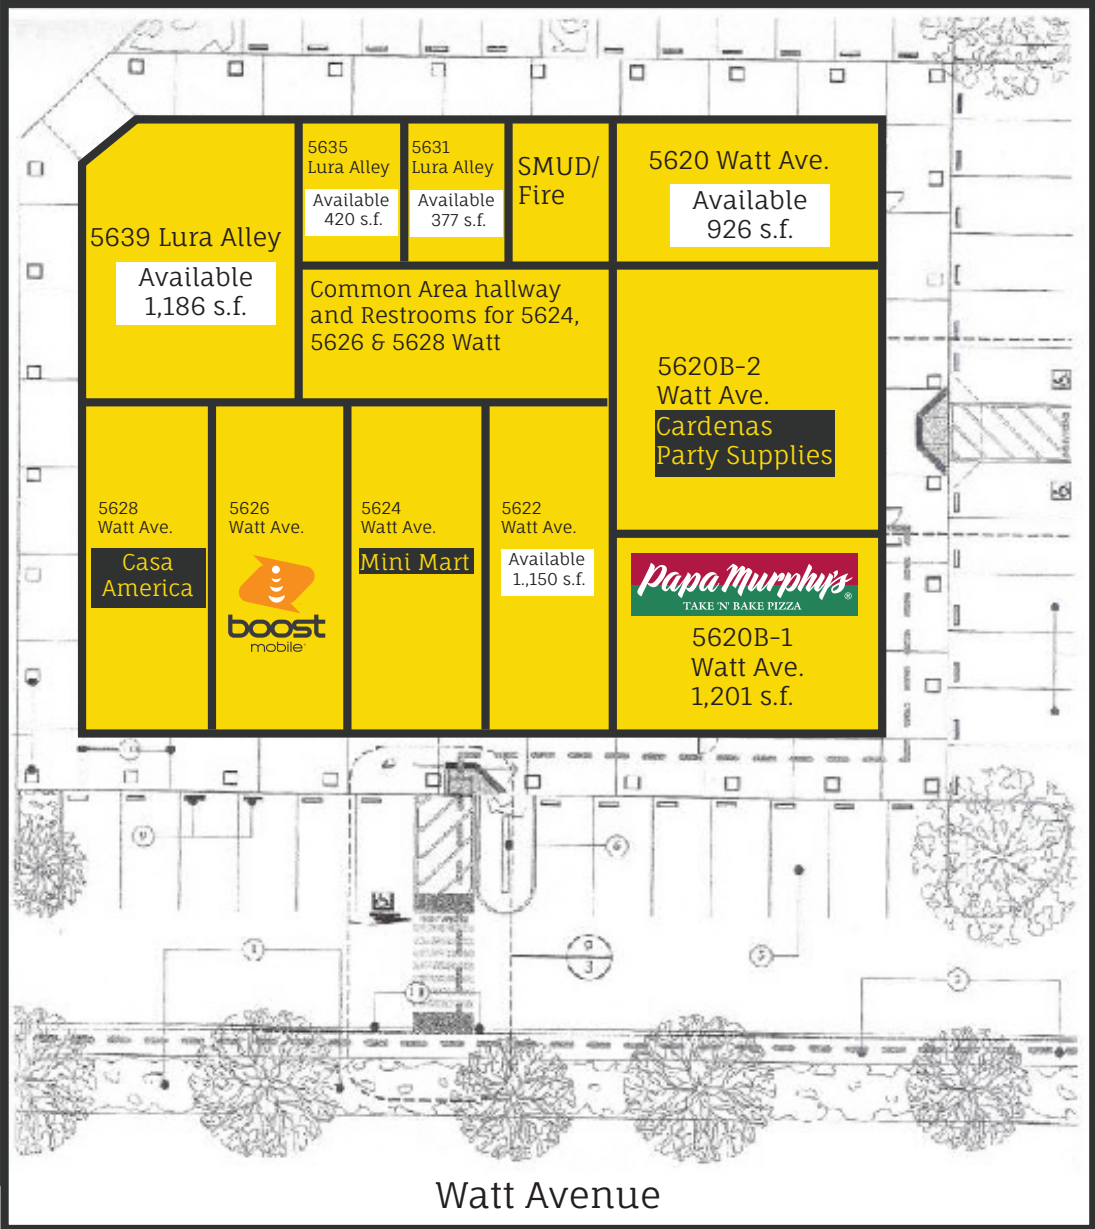 5635
Lura Alley
Available
420 s.f.
5631
Lura Alley
Available
377 s.f.
SMUD/
Fire
5620 Watt Ave.
Available
926 s.f.
5639 Lura Alley
Available
1,186 s.f.
Common Area hallway
and Restrooms for 5624,
5626 & 5628 Watt
5620B-2
Watt Ave.
Cardenas
Party Supplies
5628
Watt Ave.
Casa
America
5626
Watt Ave.
boost
mobile
5624
Watt Ave.
Mini Mart
5622
Watt Ave.
Available
1.,150 s.f.
Papa Murphy's®
TAKE 'N' BAKE PIZZA
5620B-1
Watt Ave.
1,201 s.f.
Watt Avenue